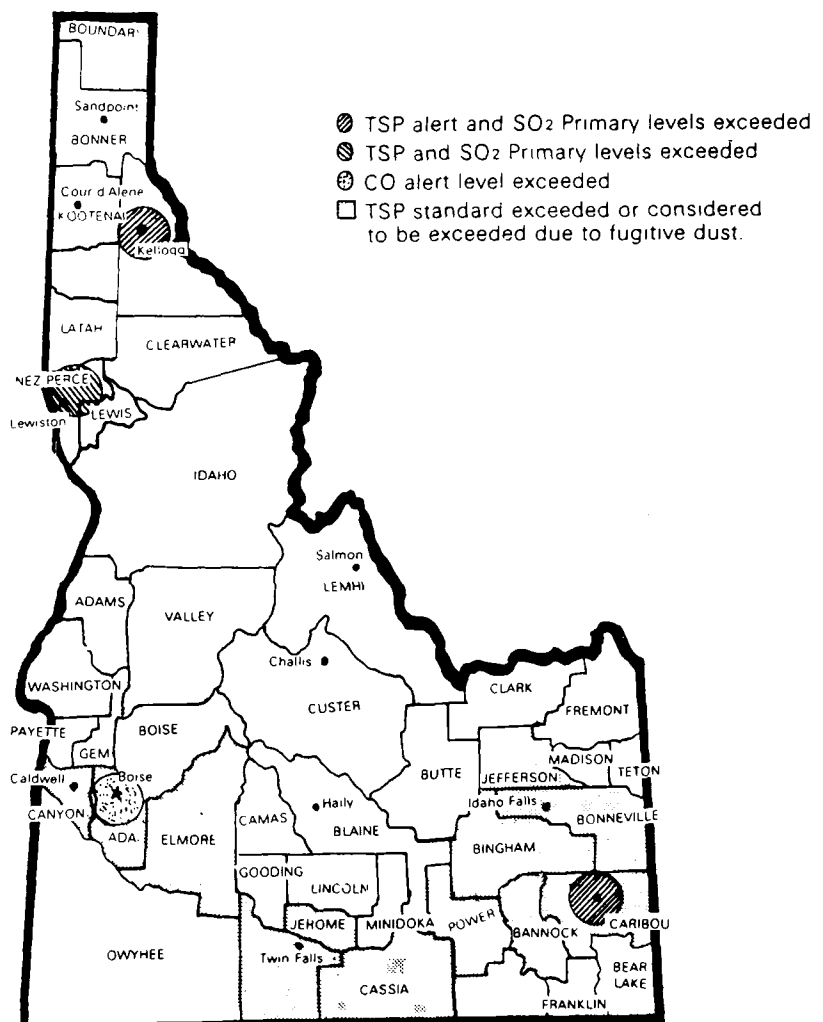 BOUNDARY
Sandpoint
BONNER
TSP alert and SO2 Primary levels exceeded
TSP and SO2 Primary levels exceeded
CO alert level exceeded
TSP standard exceeded or considered
to be exceeded due to fugitive dust.
Cour d'Alene
KOOTENAI
Kellogg
LATAH
CLEARWATER
NEZ PERCE
Lewiston
LEWIS
IDAHO
Salmon
LEMHI
ADAMS
VALLEY
Challis
WASHINGTON
CUSTER
CLARK
FREMONT
PAYETTE
BOISE
GEM
MADISON
BUTTE
JEFFERSON
TETON
Caldwell
Boise
Haily
Idaho Falls
CANYON
CAMAS
BONNEVILLE
ADA.
ELMORE
BLAINE
BINGHAM
GOODING
LINCOLN
JEROME
MINIDOKA
POWER
BANNOCK
CARIBOU
OWYHEE
Twin Falls
CASSIA
BEAR
LAKE
FRANKLIN